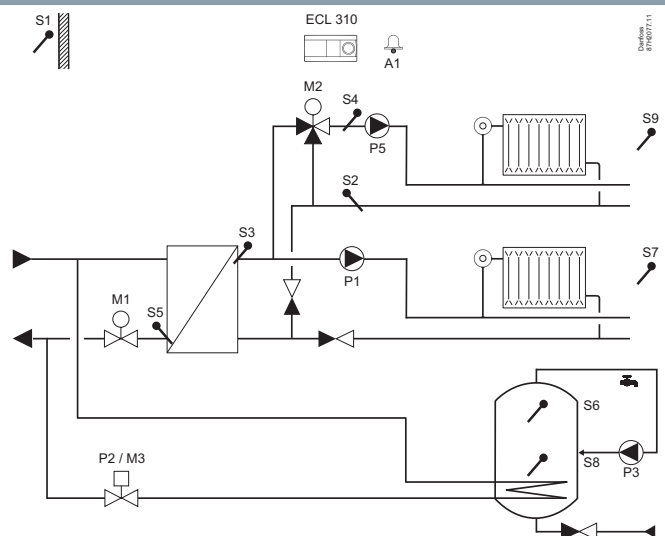 S1
ECL 310
A1
Danfoss
87H2077.11
M2
S4
P5
S9
S2
S3
S7
P1
M1
S5
S6
P2 / M3
S8
P3